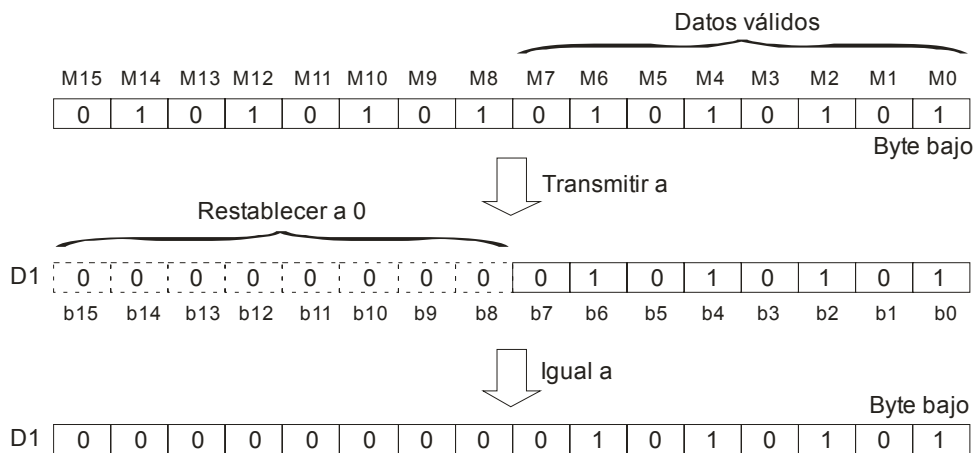 Datos válidos
M15 M14 M13 M12 M11 M10 M9 M8 M7 M6 M5 M4 M3 M2 M1 M0
0 1 0 1 0 1 0 1 0 1 0 1 0 1 0 1
Byte bajo
Transmitir a
Restablecer a 0
D1 0 0 0 0 0 0 0 0 0 1 0 1 0 1 0 1
b15 b14 b13 b12 b11 b10 b9 b8 b7 b6 b5 b4 b3 b2 b1 b0
Igual a
Byte bajo
D1 0 0 0 0 0 0 0 0 0 1 0 1 0 1 0 1